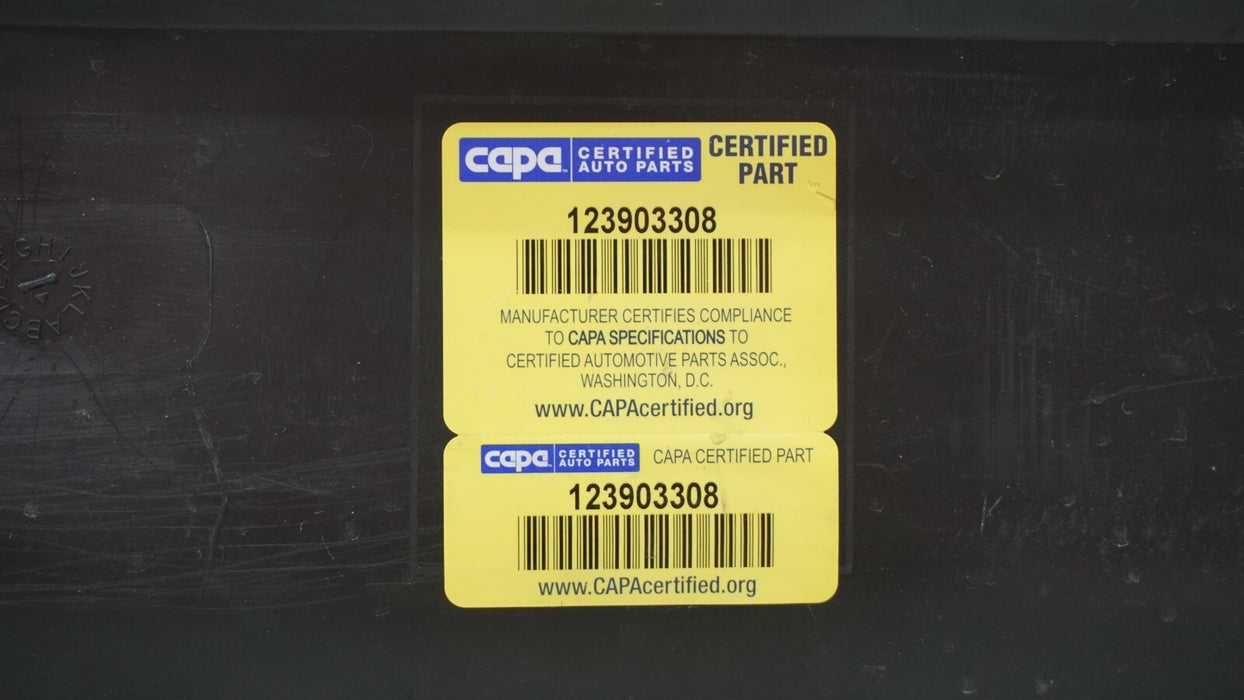 capa CERTIFIED AUTO PARTS
CERTIFIED PART
123903308
MANUFACTURER CERTIFIES COMPLIANCE
TO CAPA SPECIFICATIONS TO
CERTIFIED AUTOMOTIVE PARTS ASSOC.,
WASHINGTON, D.C.
www.CAPAcertified.org
capa CERTIFIED AUTO PARTS
CAPA CERTIFIED PART
123903308
www.CAPAcertified.org